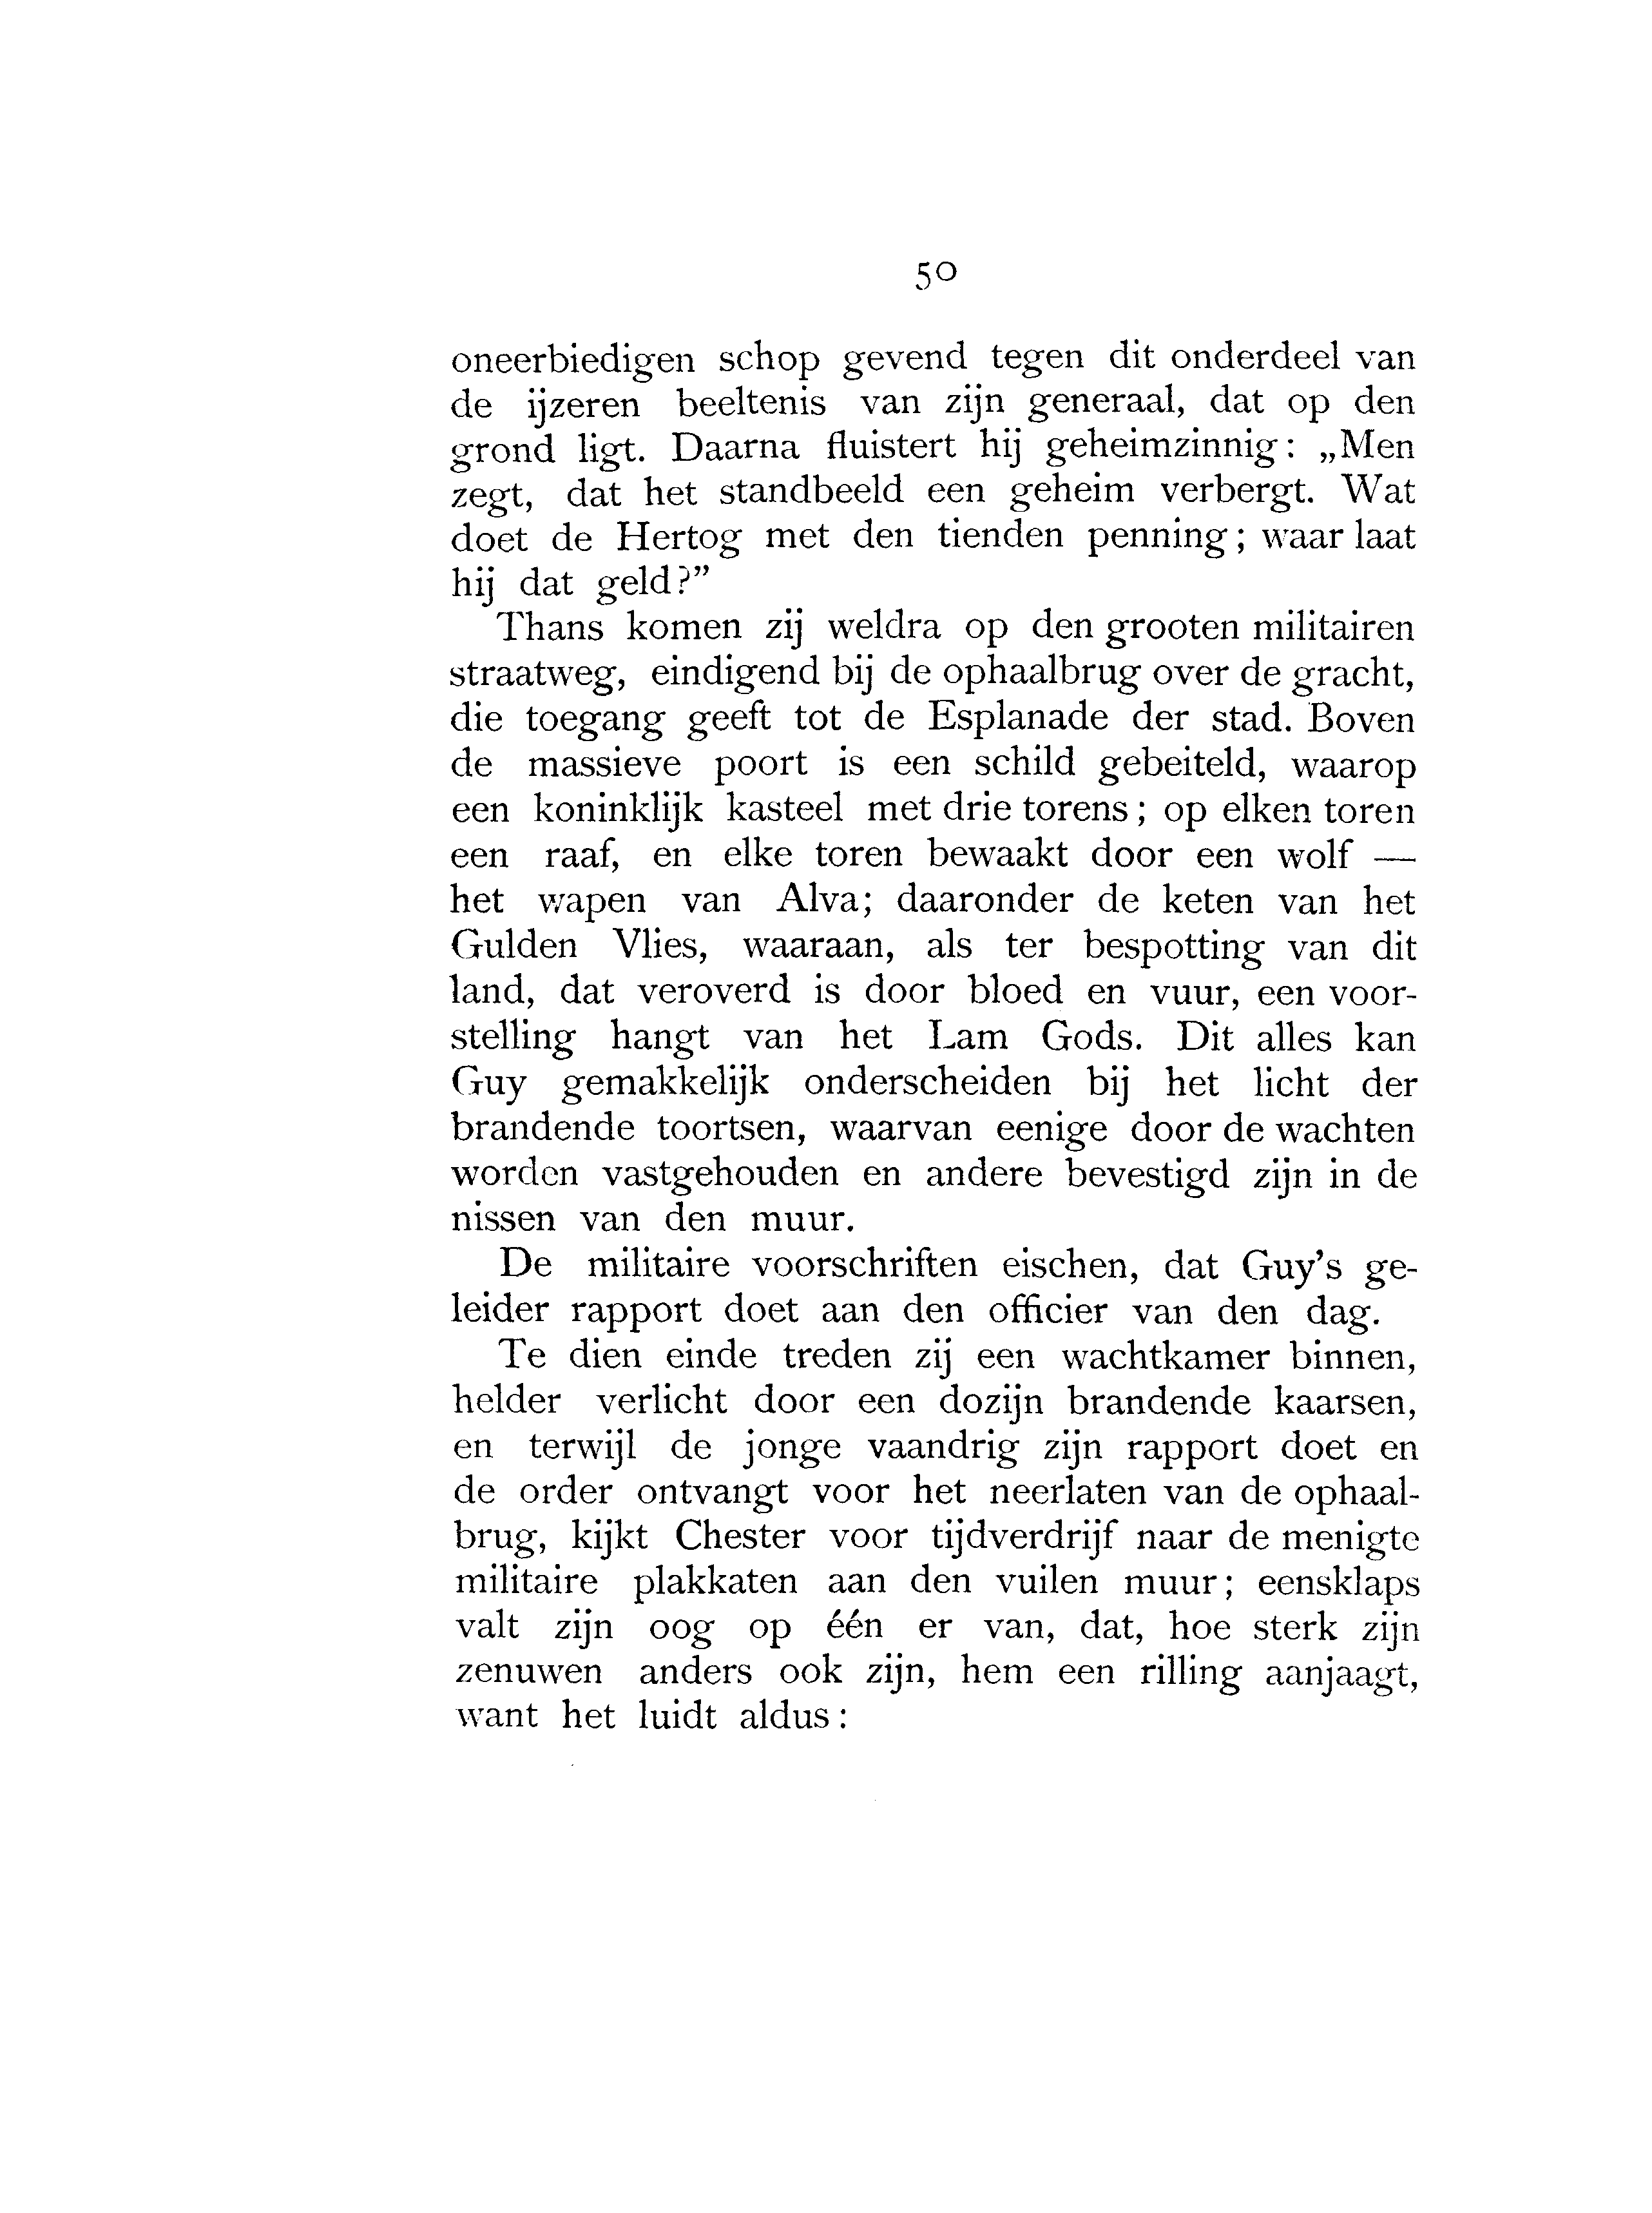 50
oneerbiedigen schop gevend tegen dit onderdeel van
de ijzeren beeltenis van zijn generaal, dat op den
grond ligt. Daarna fluistert hij geheimzinnig: „Men
zegt, dat het standbeeld een geheim verbergt. Wat
doet de Hertog met den tienden penning; waar laat
hij dat geld?”
Thans komen zij weldra op den grooten militairen
straatweg, eindigend bij de ophaalbrug over de gracht,
die toegang geeft tot de Esplanade der stad. Boven
de massieve poort is een schild gebeiteld, waarop
een koninklijk kasteel met drie torens; op elken toren
een raaf, en elke toren bewaakt door een wolf —
het wapen van Alva; daaronder de keten van het
Gulden Vlies, waaraan, als ter bespotting van dit
land, dat veroverd is door bloed en vuur, een voor-
stelling hangt van het Lam Gods. Dit alles kan
Guy gemakkelijk onderscheiden bij het licht der
brandende toortsen, waarvan eenige door de wachten
worden vastgehouden en andere bevestigd zijn in de
nissen van den muur.
De militaire voorschriften eischen, dat Guy's ge-
leider rapport doet aan den officier van den dag.
Te dien einde treden zij een wachtkamer binnen,
helder verlicht door een dozijn brandende kaarsen,
en terwijl de jonge vaandrig zijn rapport doet en
de order ontvangt voor het neerlaten van de ophaal-
brug, kijkt Chester voor tijdverdrijf naar de menigte
militaire plakkaten aan den vuilen muur; eensklaps
valt zijn oog op één er van, dat, hoe sterk zijn
zenuwen anders ook zijn, hem een rilling aanjaagt,
want het luidt aldus: